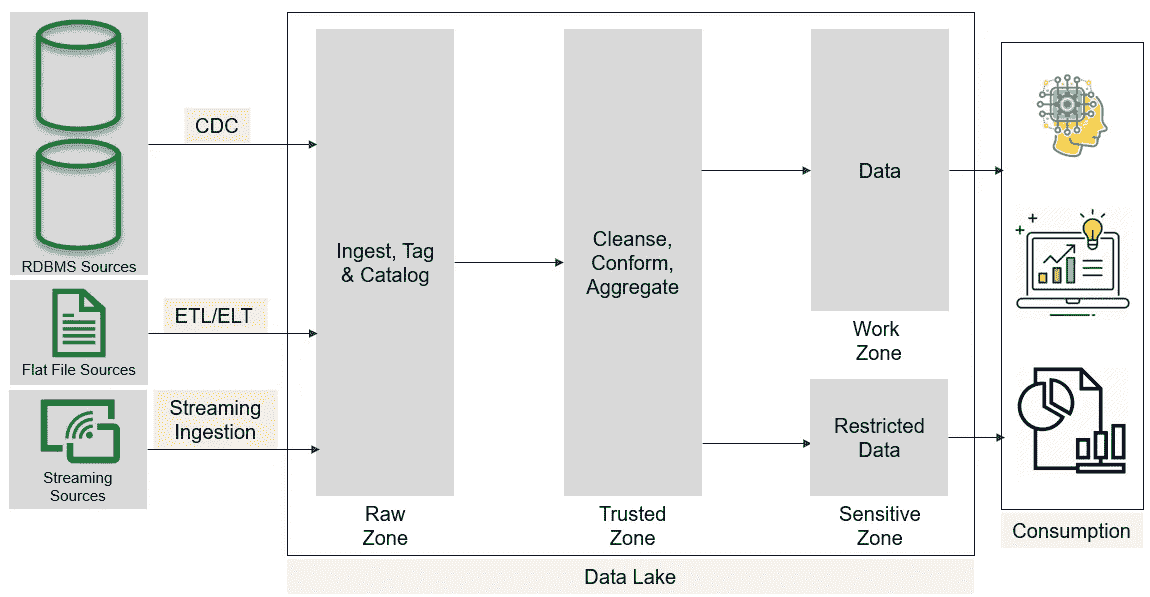 CDC
RDBMS Sources
ETL/ELT
Flat File Sources
Streaming
Ingestion
Streaming
Sources
Ingest, Tag
& Catalog
Raw
Zone
Cleanse,
Conform,
Aggregate
Trusted
Zone
Data
Work
Zone
Restricted
Data
Sensitive
Zone
Consumption
Data Lake